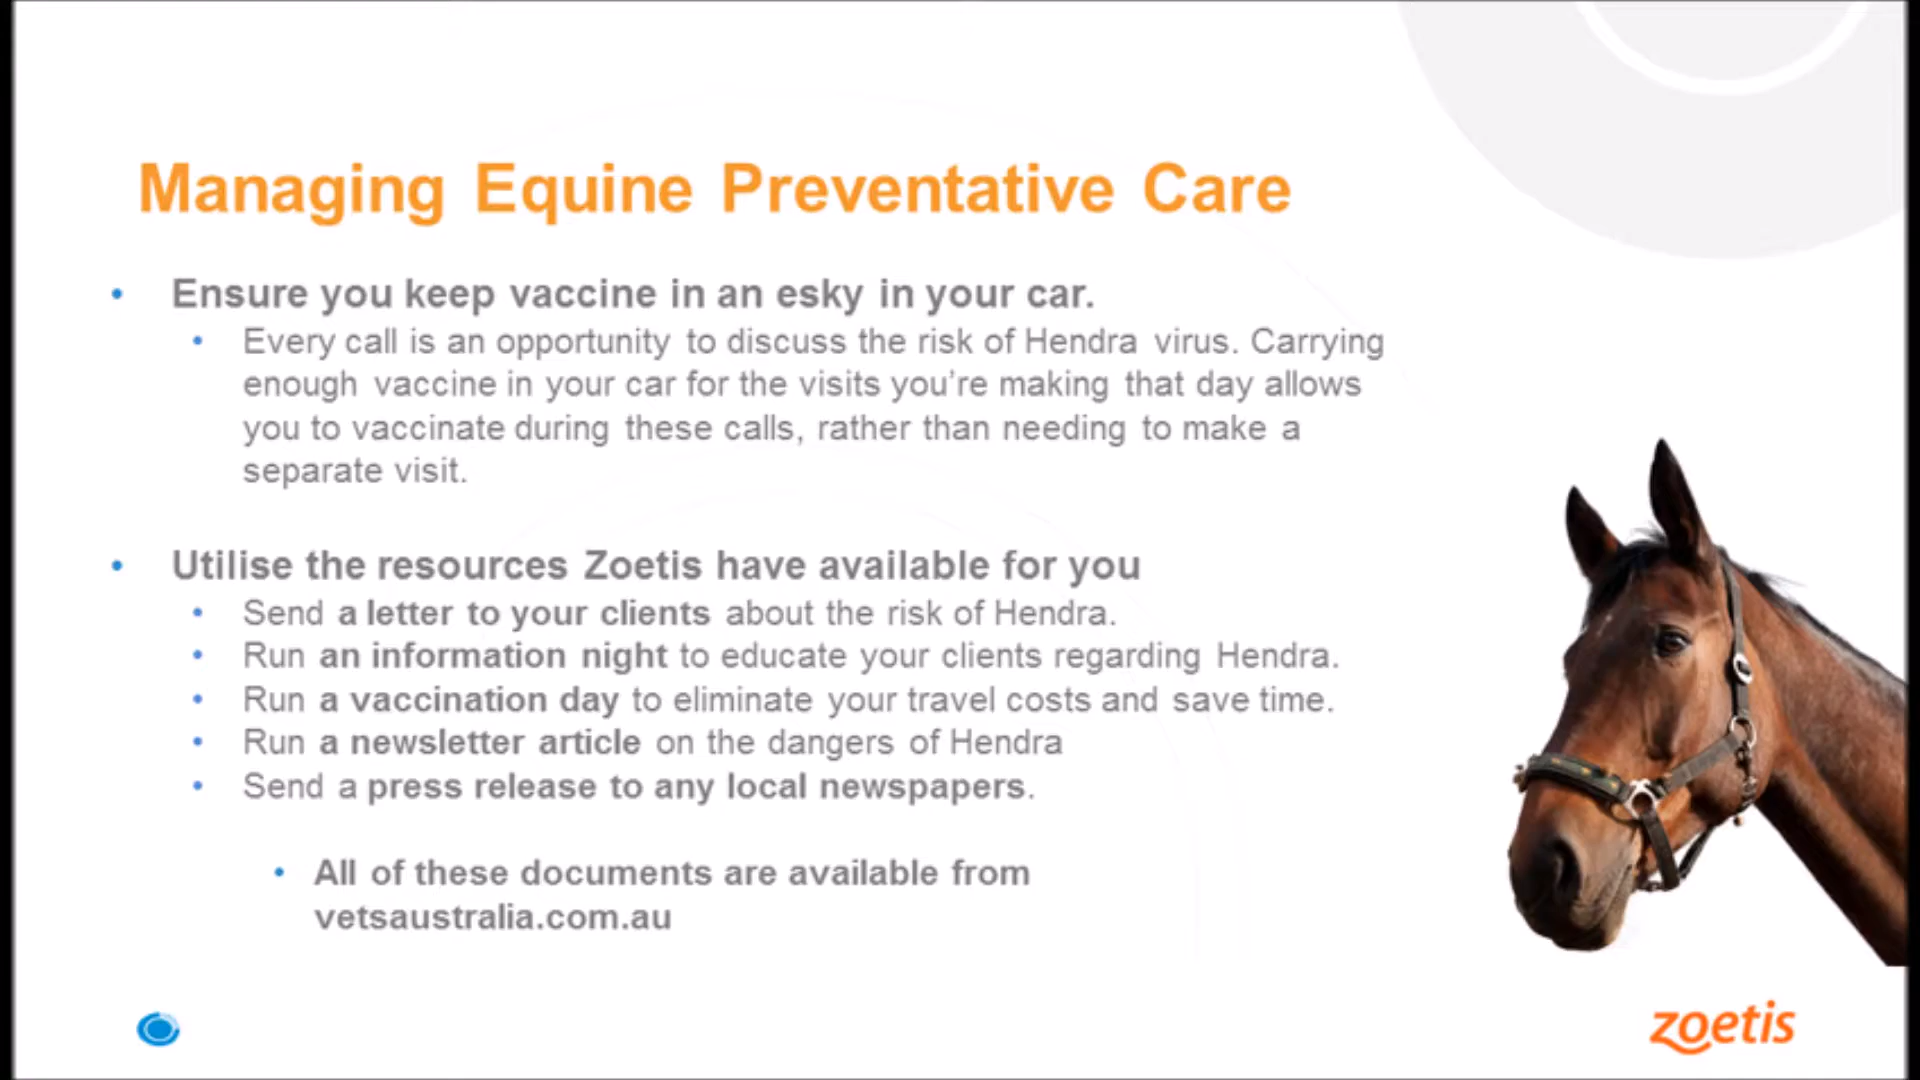 Managing Equine Preventative Care
• Ensure you keep vaccine in an esky in your car.
• Every call is an opportunity to discuss the risk of Hendra virus. Carrying
enough vaccine in your car for the visits you're making that day allows
you to vaccinate during these calls, rather than needing to make a
separate visit.
• Utilise the resources Zoetis have available for you
• Send a letter to your clients about the risk of Hendra.
• Run an information night to educate your clients regarding Hendra.
• Run a vaccination day to eliminate your travel costs and save time.
• Run a newsletter article on the dangers of Hendra
• Send a press release to any local newspapers.
• All of these documents are available from
vetsaustralia.com.au
zoetis